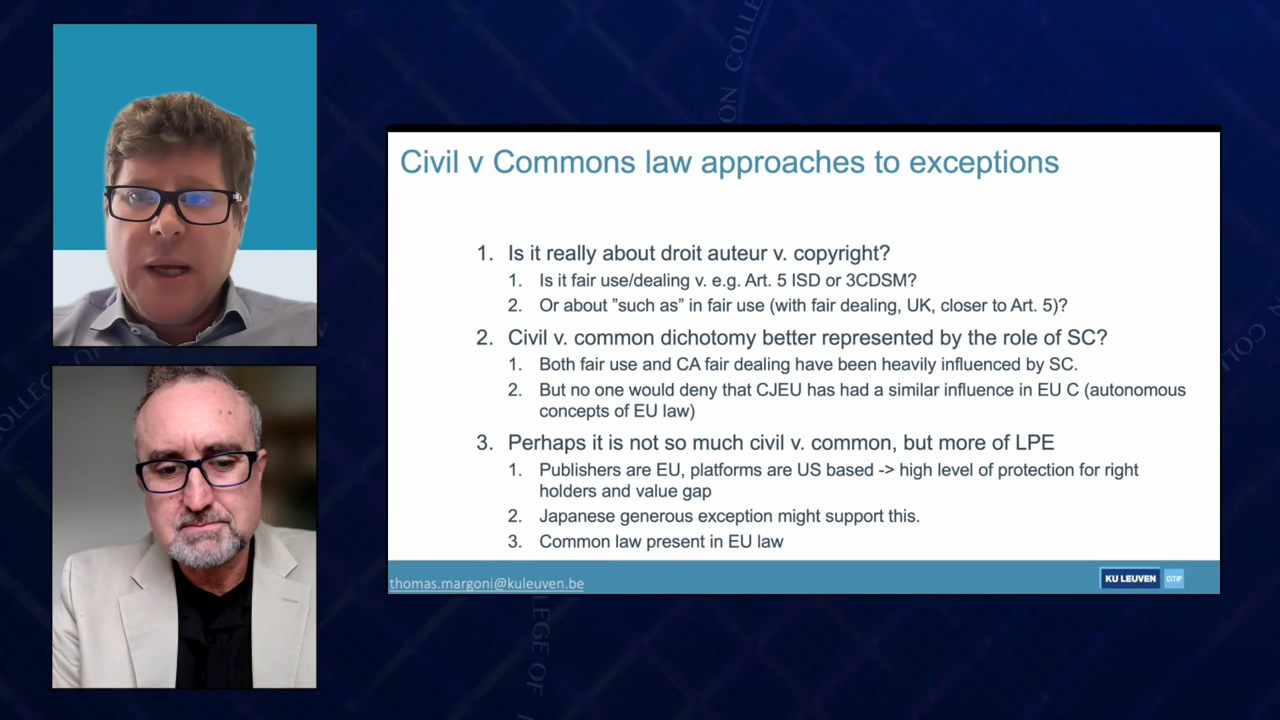 Civil v Commons law approaches to exceptions
1. Is it really about droit auteur v. copyright?
1. Is it fair use/dealing v. e.g. Art. 5 ISD or 3CDSM?
2. Or about "such as" in fair use (with fair dealing, UK, closer to Art. 5)?
2. Civil v. common dichotomy better represented by the role of SC?
1. Both fair use and CA fair dealing have been heavily influenced by SC.
2. But no one would deny that CJEU has had a similar influence in EU C (autonomous
concepts of EU law)
3. Perhaps it is not so much civil v. common, but more of LPE
1. Publishers are EU, platforms are US based -> high level of protection for right
holders and value gap
2. Japanese generous exception might support this.
3. Common law present in EU law
thomas.margoni@kuleuven.be
KU LEUVEN CiTiP